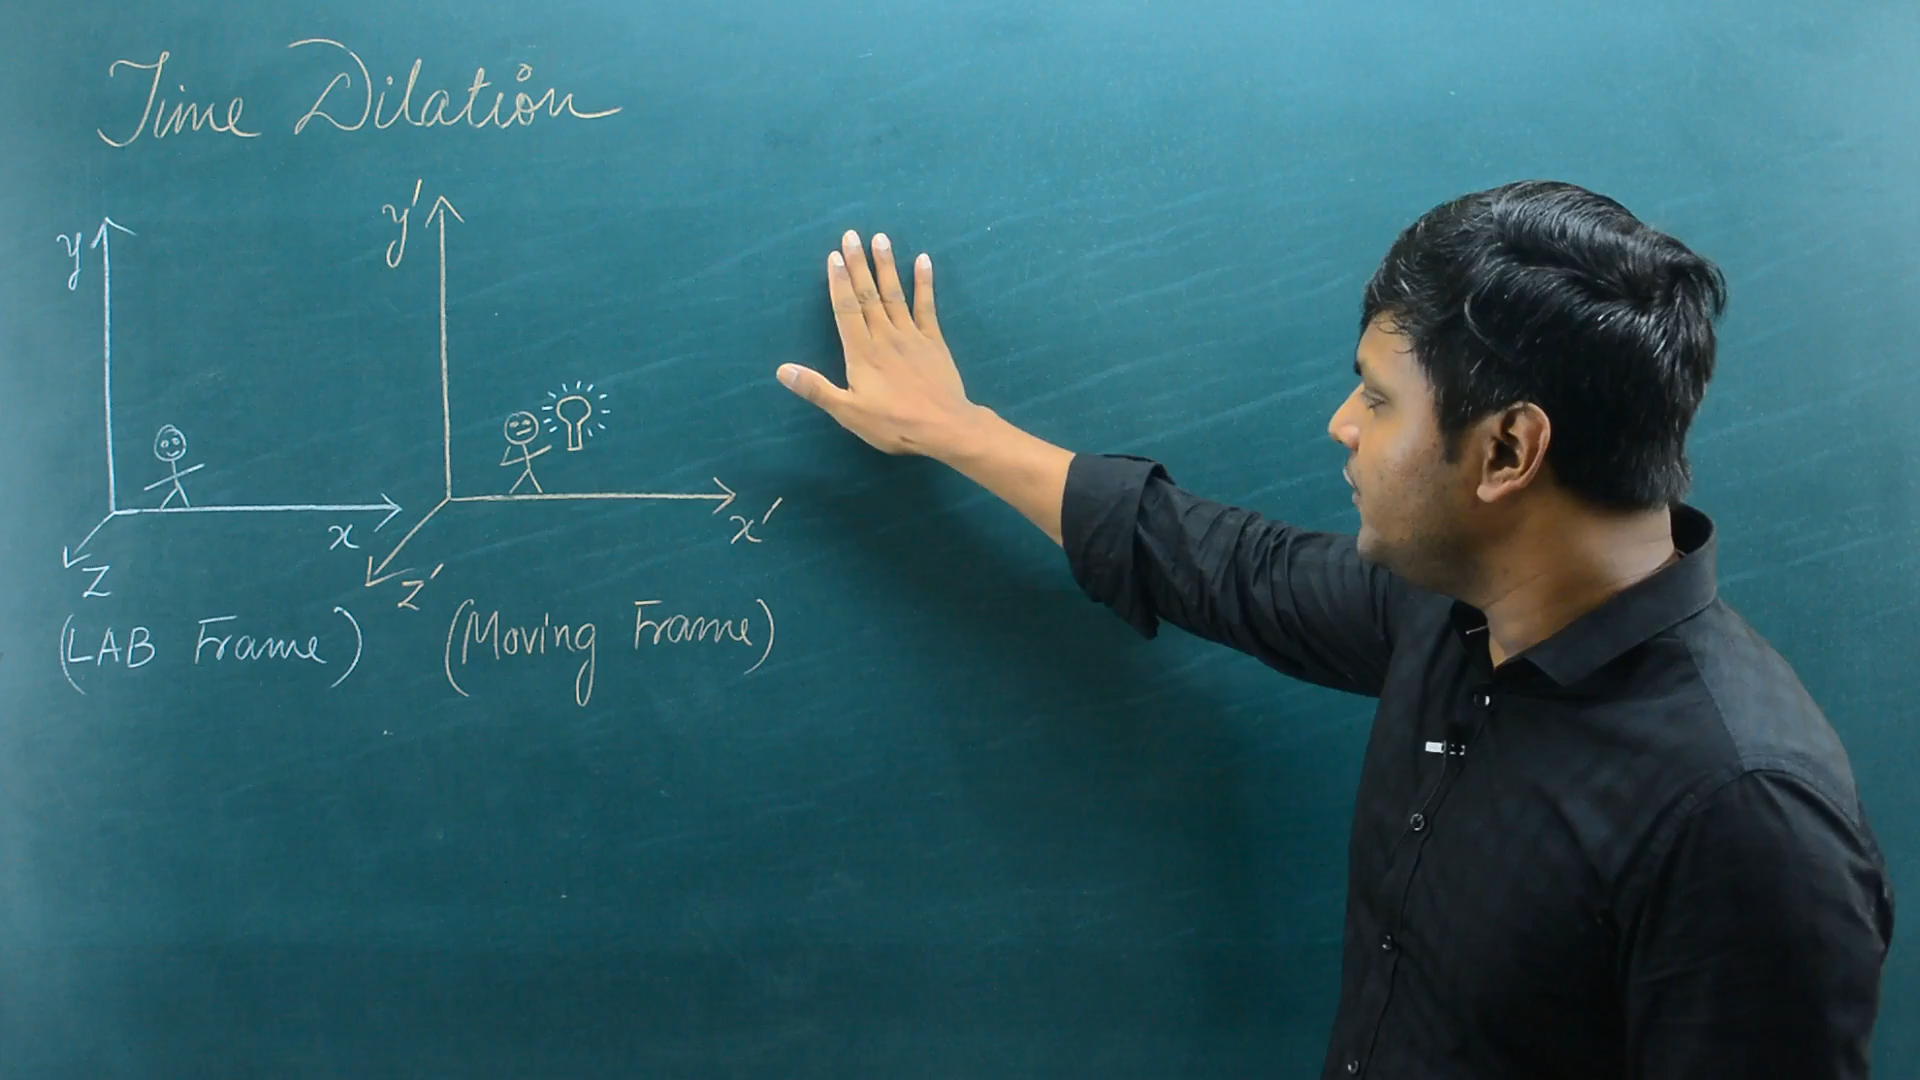 Time Dilation
y
y'
x
x'
z
z'
(LAB Frame)
(Moving Frame)